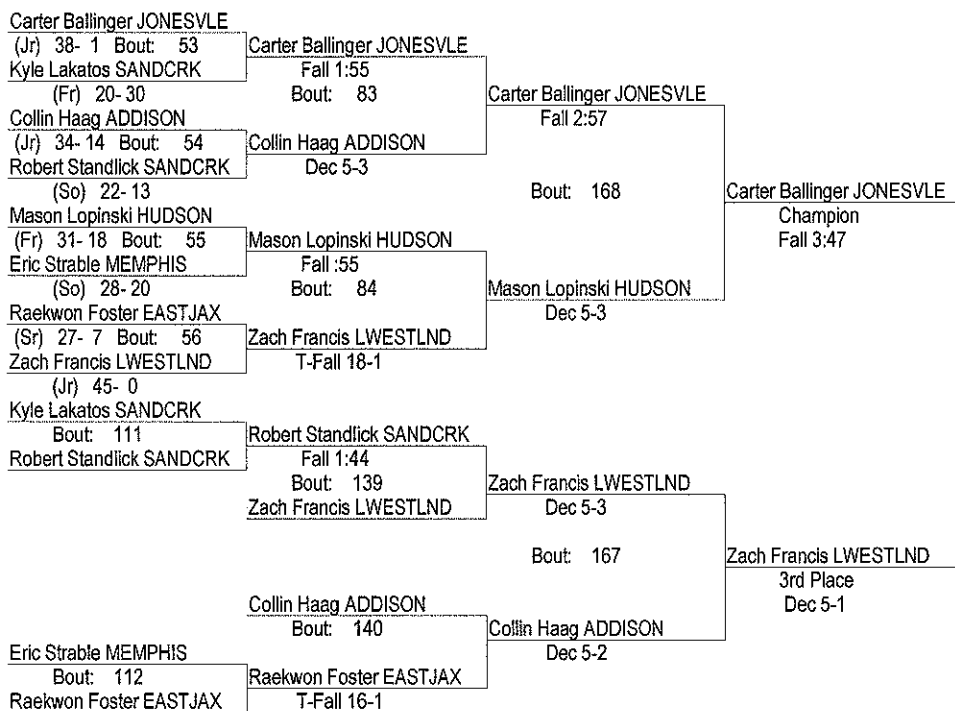 Carter Ballinger JONESVLE
(Jr) 38- 1 Bout: 53
Kyle Lakatos SANDCRK
(Fr) 20- 30
Collin Haag ADDISON
(Jr) 34- 14 Bout: 54
Robert Standlick SANDCRK
(So) 22- 13
Mason Lopinski HUDSON
(Fr) 31- 18 Bout: 55
Eric Strable MEMPHIS
(So) 28- 20
Raekwon Foster EASTJAX
(Sr) 27- 7 Bout: 56
Zach Francis LWESTLND
(Jr) 45- 0
Kyle Lakatos SANDCRK
Bout: 111
Robert Standlick SANDCRK
Eric Strable MEMPHIS
Bout: 112
Raekwon Foster EASTJAX
Carter Ballinger JONESVLE
Fall 1:55
Bout: 83
Collin Haag ADDISON
Dec 5-3
Mason Lopinski HUDSON
Fall :55
Bout: 84
Zach Francis LWESTLND
T-Fall 18-1
Robert Standlick SANDCRK
Fall 1:44
Bout: 139
Zach Francis LWESTLND
Collin Haag ADDISON
Bout: 140
Raekwon Foster EASTJAX
T-Fall 16-1
Carter Ballinger JONESVLE
Fall 2:57
Bout: 168
Mason Lopinski HUDSON
Dec 5-3
Zach Francis LWESTLND
Dec 5-3
Bout: 167
Collin Haag ADDISON
Dec 5-2
Carter Ballinger JONESVLE
Champion
Fall 3:47
Zach Francis LWESTLND
3rd Place
Dec 5-1